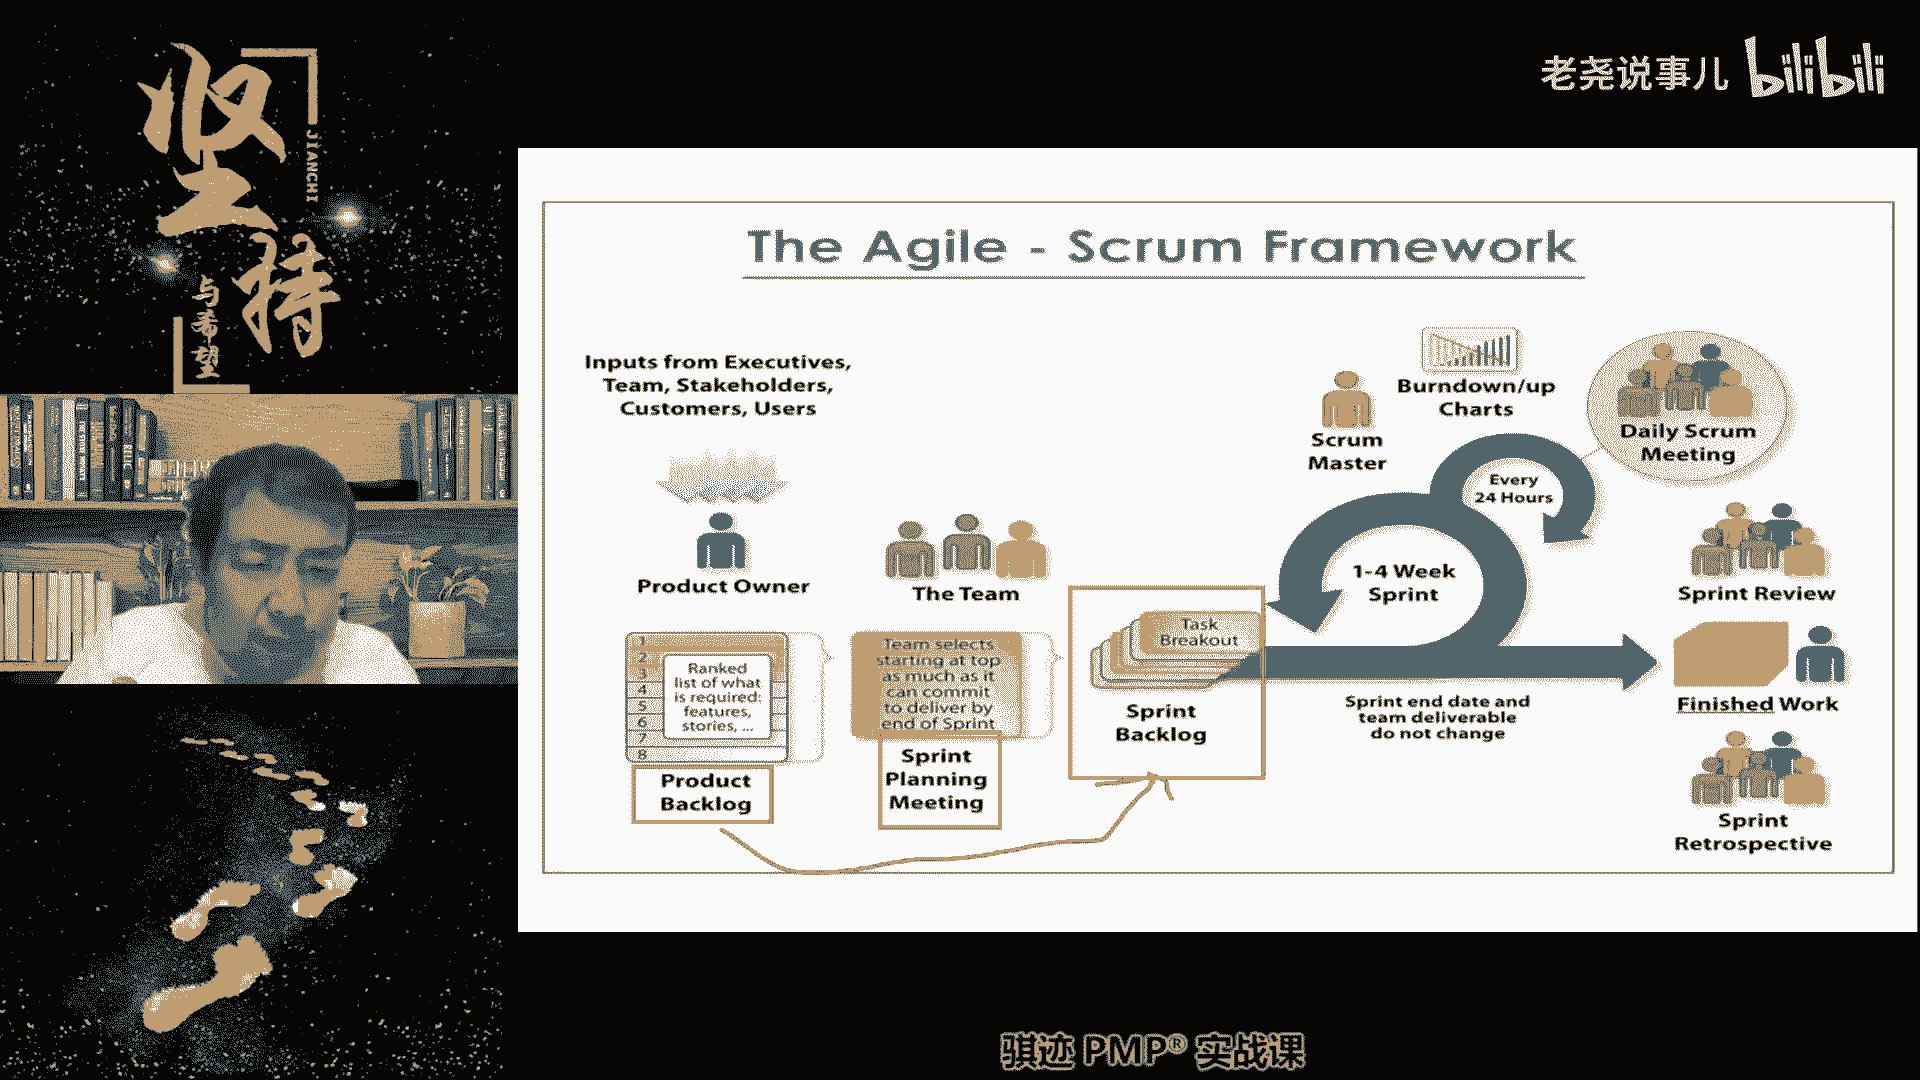 坚持
JIANCHI
与希望
老尧说事儿 bilibili
The Agile - Scrum Framework
Inputs from Executives,
Team, Stakeholders,
Customers, Users
Product Owner
The Team
1
2
3
4
5
6
7
8
Ranked
list of what
is required:
features,
stories, ...
Product
Backlog
Team selects
starting at top
as much as it
can commit
to deliver by
end of Sprint
Sprint
Planning
Meeting
Task
Breakout
Sprint
Backlog
Scrum
Master
Burndown/up
Charts
Daily Scrum
Meeting
Every
24 Hours
1-4 Week
Sprint
Sprint end date and
team deliverable
do not change
Sprint Review
Finished Work
Sprint
Retrospective
骐迹 PMP® 实战课